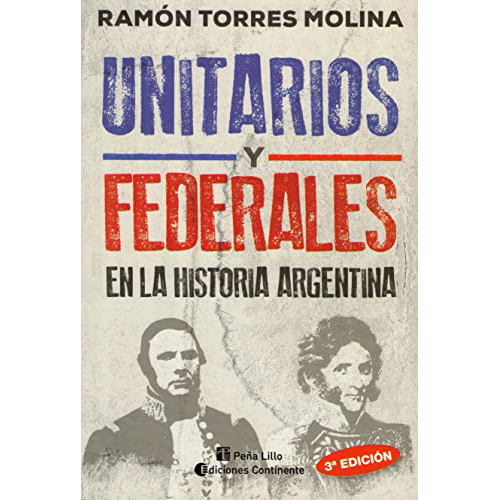 RAMÓN TORRES MOLINA
UNITARIOS
Y
FEDERALES
EN LA HISTORIA ARGENTINA
3ª EDICIÓN
Peña Lillo
Ediciones Continente